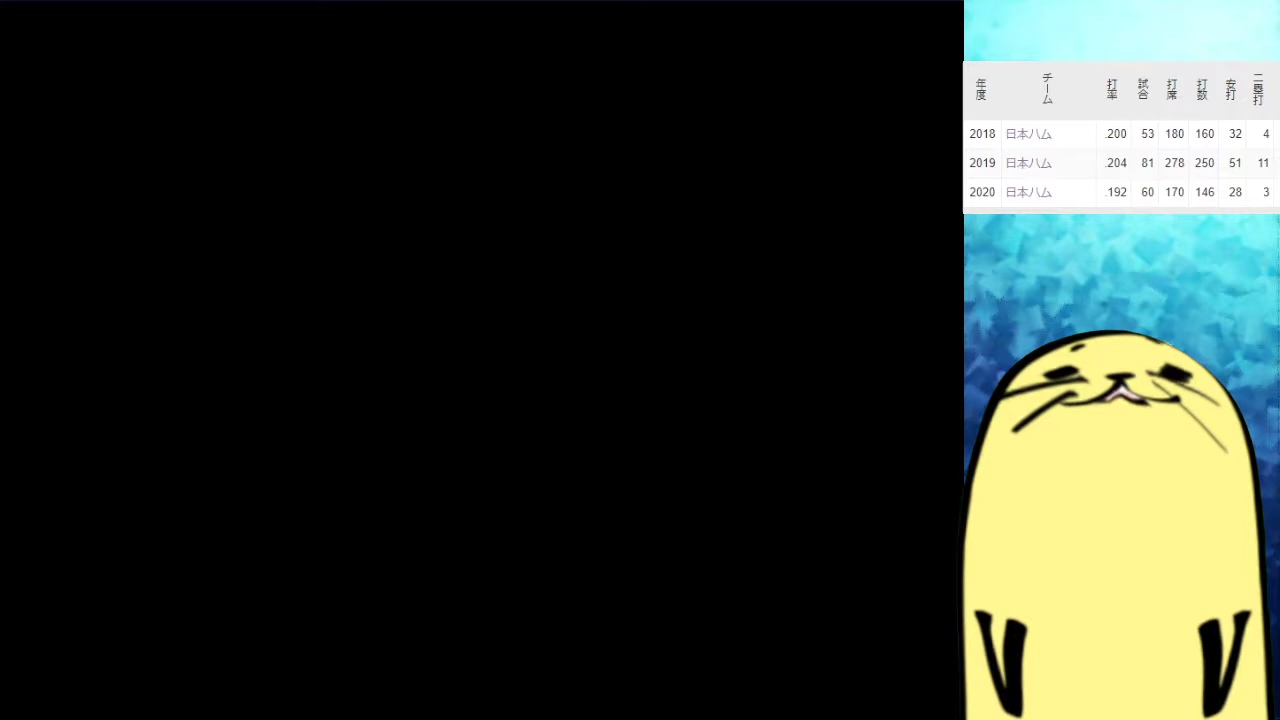 年度 チーム 打率 試合 打席 打数 安打 二塁打
2018 日本ハム .200 53 180 160 32 4
2019 日本ハム .204 81 278 250 51 11
2020 日本ハム .192 60 170 146 28 3